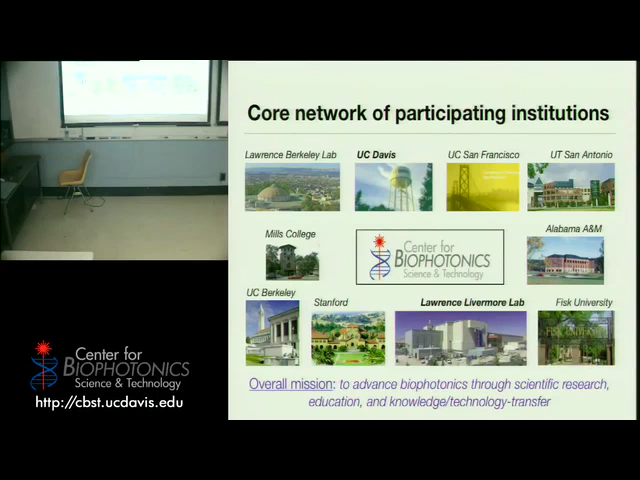 Core network of participating institutions
Lawrence Berkeley Lab
UC Davis
UC San Francisco
UT San Antonio
Mills College
Center for
BIOPHOTONICS
Science & Technology
Alabama A&M
UC Berkeley
Stanford
Lawrence Livermore Lab
Fisk University
FISK UNIVERSITY
Overall mission: to advance biophotonics through scientific research,
education, and knowledge/technology-transfer
Center for
BIOPHOTONICS
Science & Technology
http://cbst.ucdavis.edu